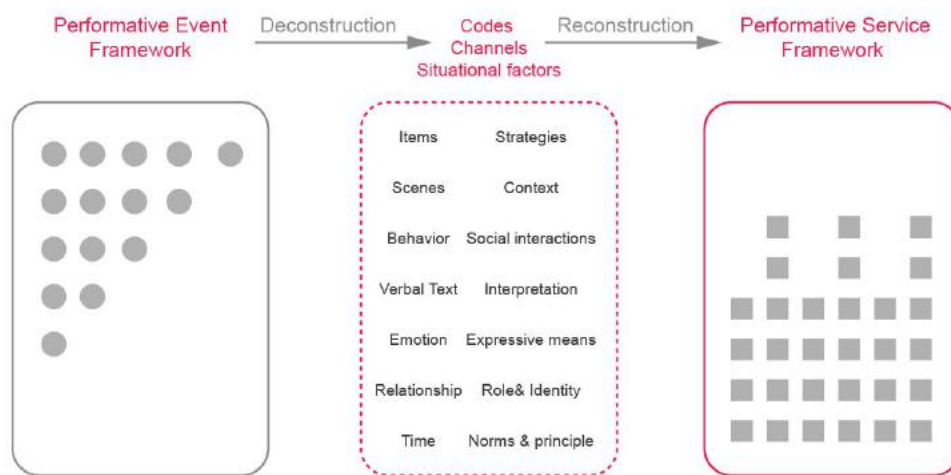 Performative Event
Framework
Deconstruction
Codes
Channels
Situational factors
Reconstruction
Performative Service
Framework
Items Strategies
Scenes Context
Behavior Social interactions
Verbal Text Interpretation
Emotion Expressive means
Relationship Role& Identity
Time Norms & principle